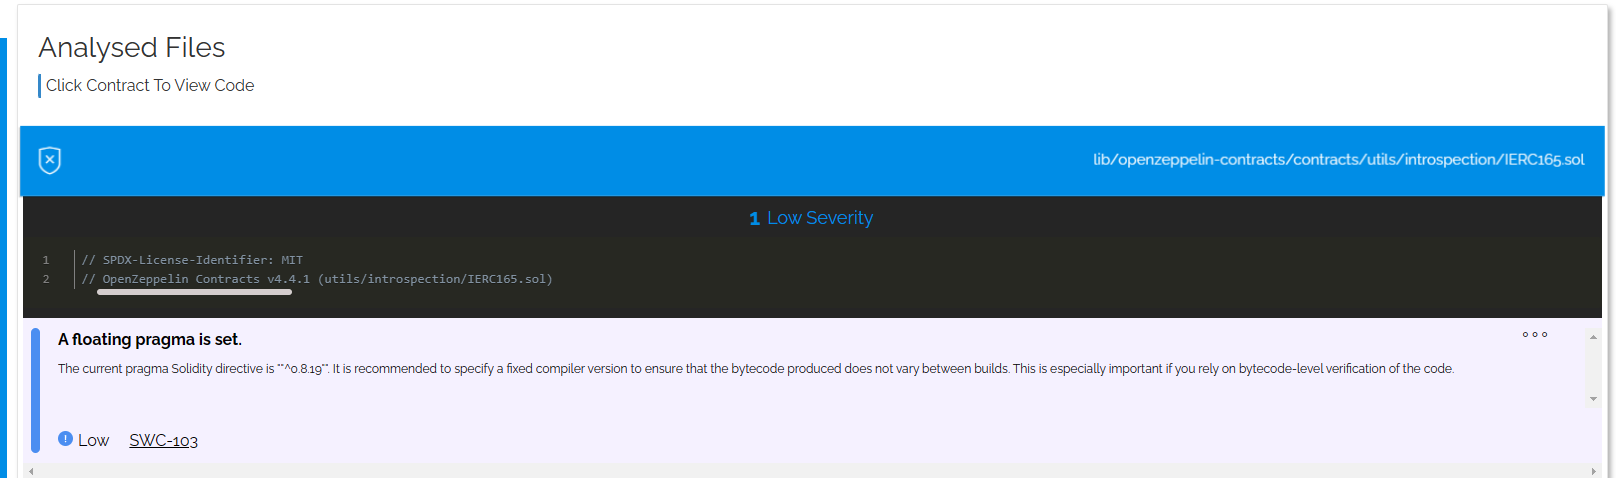 Analysed Files
Click Contract To View Code
lib/openzeppelin-contracts/contracts/utils/introspection/IERC165.sol
1 Low Severity
1 // SPDX-License-Identifier: MIT
2 // OpenZeppelin Contracts v4.4.1 (utils/introspection/IERC165.sol)
A floating pragma is set.
The current pragma Solidity directive is ""^0.8.19"". It is recommended to specify a fixed compiler version to ensure that the bytecode produced does not vary between builds. This is especially important if you rely on bytecode-level verification of the code.
Low SWC-103